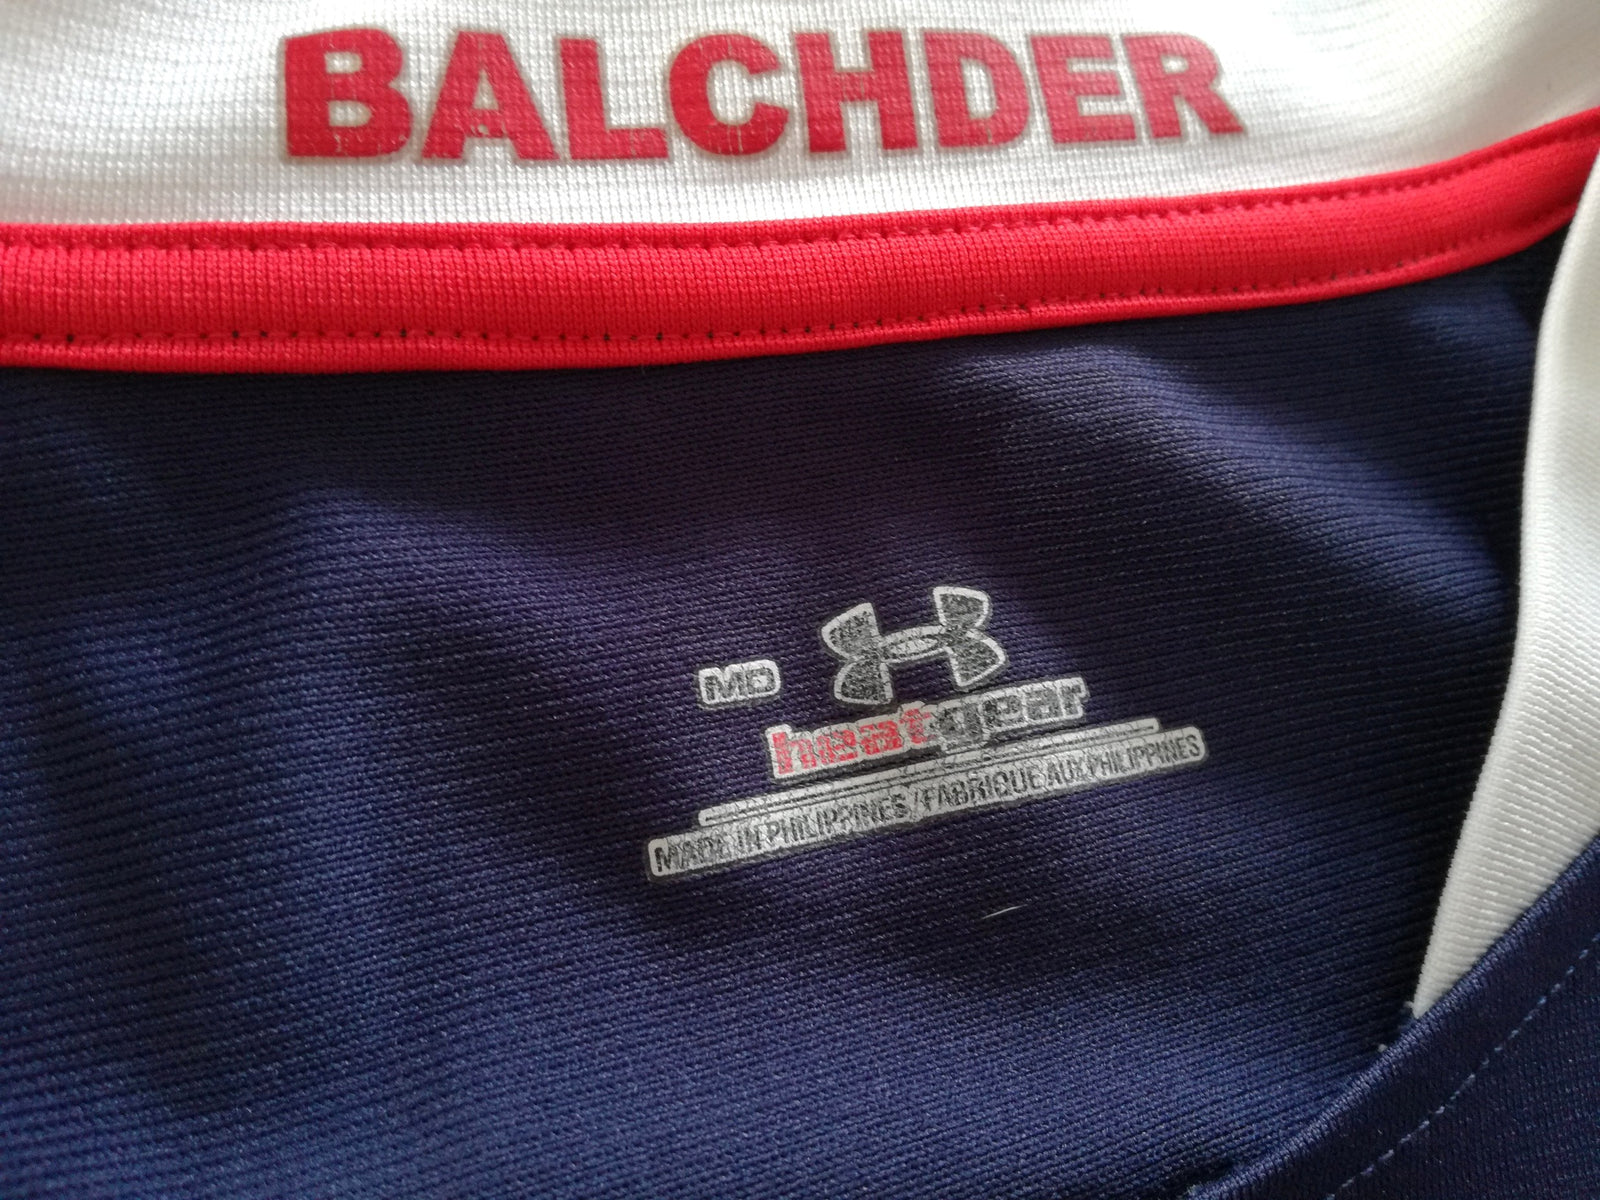 BALCHDER
MD
heatgear
MADE IN PHILIPPINES / FABRIQUE AUX PHILIPPINES